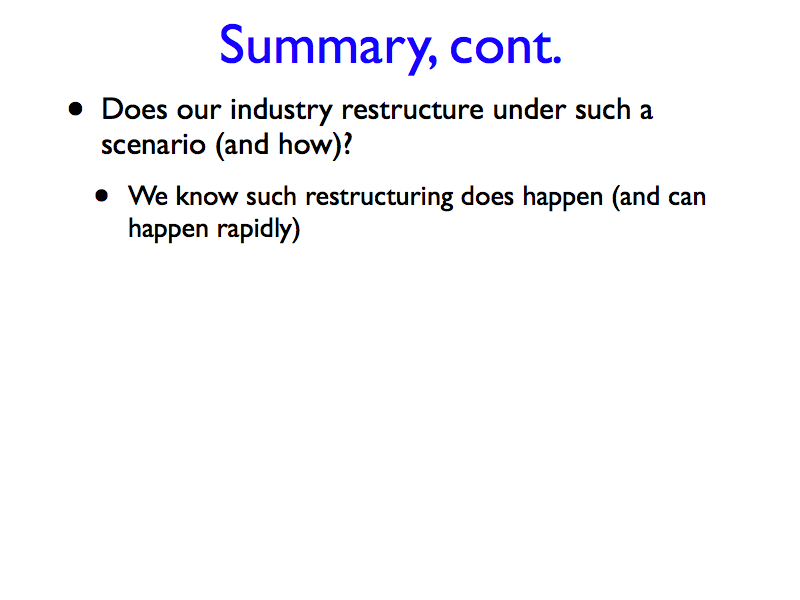 Summary, cont.
• Does our industry restructure under such a
scenario (and how)?
• We know such restructuring does happen (and can
happen rapidly)